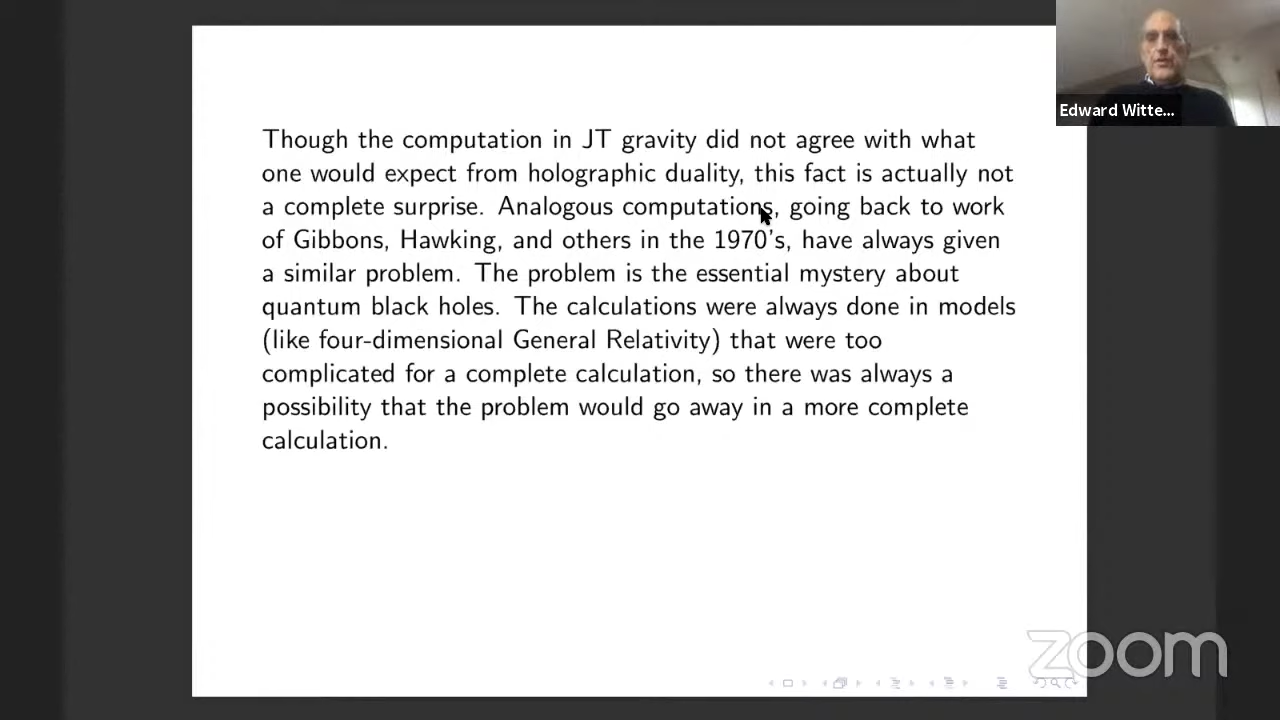 Edward Witte...
Though the computation in JT gravity did not agree with what
one would expect from holographic duality, this fact is actually not
a complete surprise. Analogous computations, going back to work
of Gibbons, Hawking, and others in the 1970's, have always given
a similar problem. The problem is the essential mystery about
quantum black holes. The calculations were always done in models
(like four-dimensional General Relativity) that were too
complicated for a complete calculation, so there was always a
possibility that the problem would go away in a more complete
calculation.
zoom